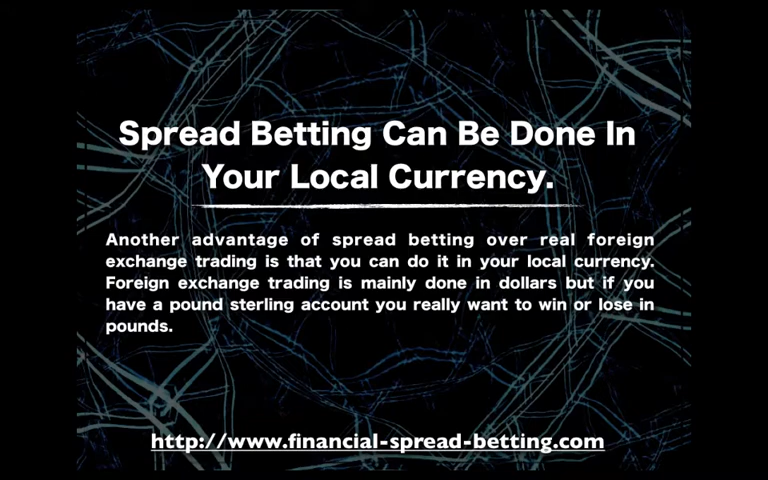 Spread Betting Can Be Done In
Your Local Currency.
Another advantage of spread betting over real foreign
exchange trading is that you can do it in your local currency.
Foreign exchange trading is mainly done in dollars but if you
have a pound sterling account you really want to win or lose in
pounds.
http://www.financial-spread-betting.com